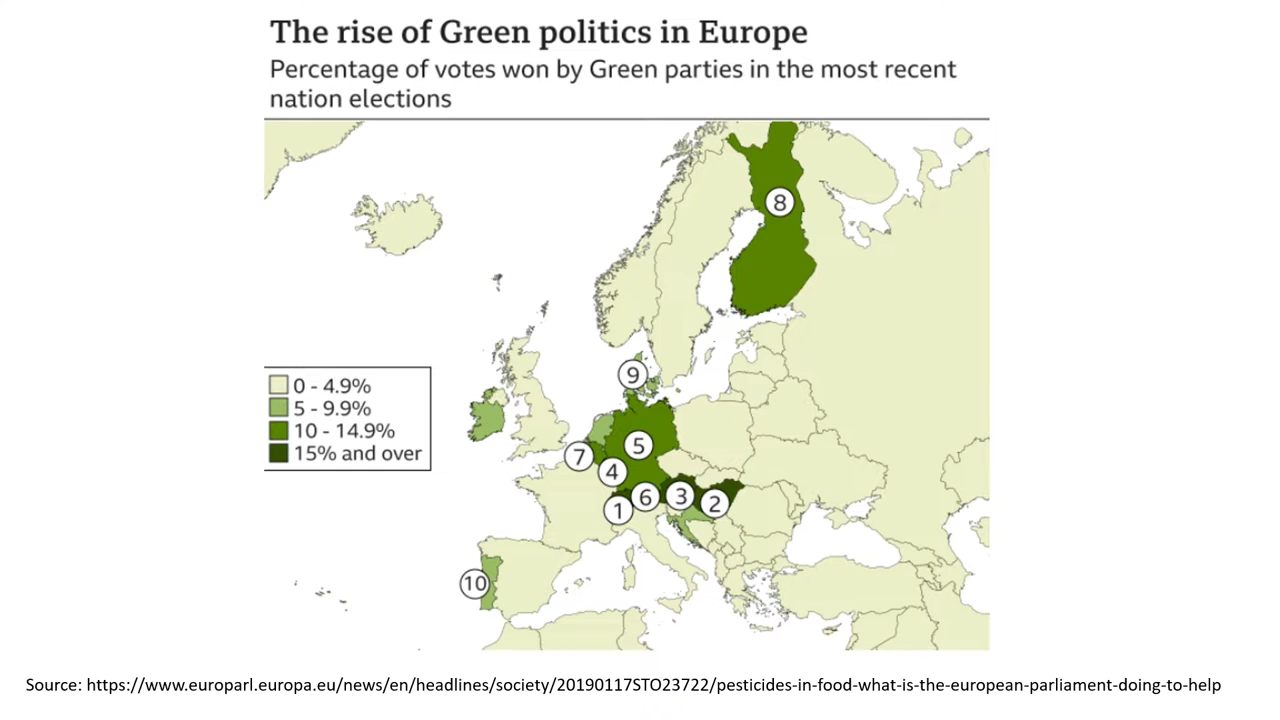 The rise of Green politics in Europe
Percentage of votes won by Green parties in the most recent
nation elections
8
9
0 - 4.9%
5 - 9.9%
10 - 14.9%
15% and over
5
7
4
6
3
2
1
10
Source: https://www.europarl.europa.eu/news/en/headlines/society/20190117STO23722/pesticides-in-food-what-is-the-european-parliament-doing-to-help